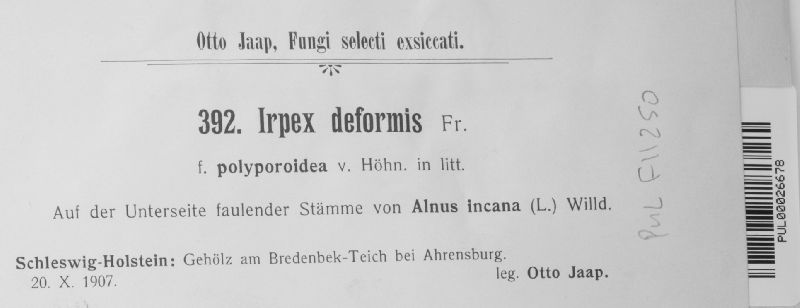 Otto Jaap, Fungi selecti exsiccati.
392. Irpex deformis Fr.
f. polyporoidea v. Höhn. in litt.
Auf der Unterseite faulender Stämme von Alnus incana (L.) Willd.
Schleswig-Holstein: Gehölz am Bredenbek-Teich bei Ahrensburg.
20. X. 1907. leg. Otto Jaap.
PUL F11250
PUL00026678